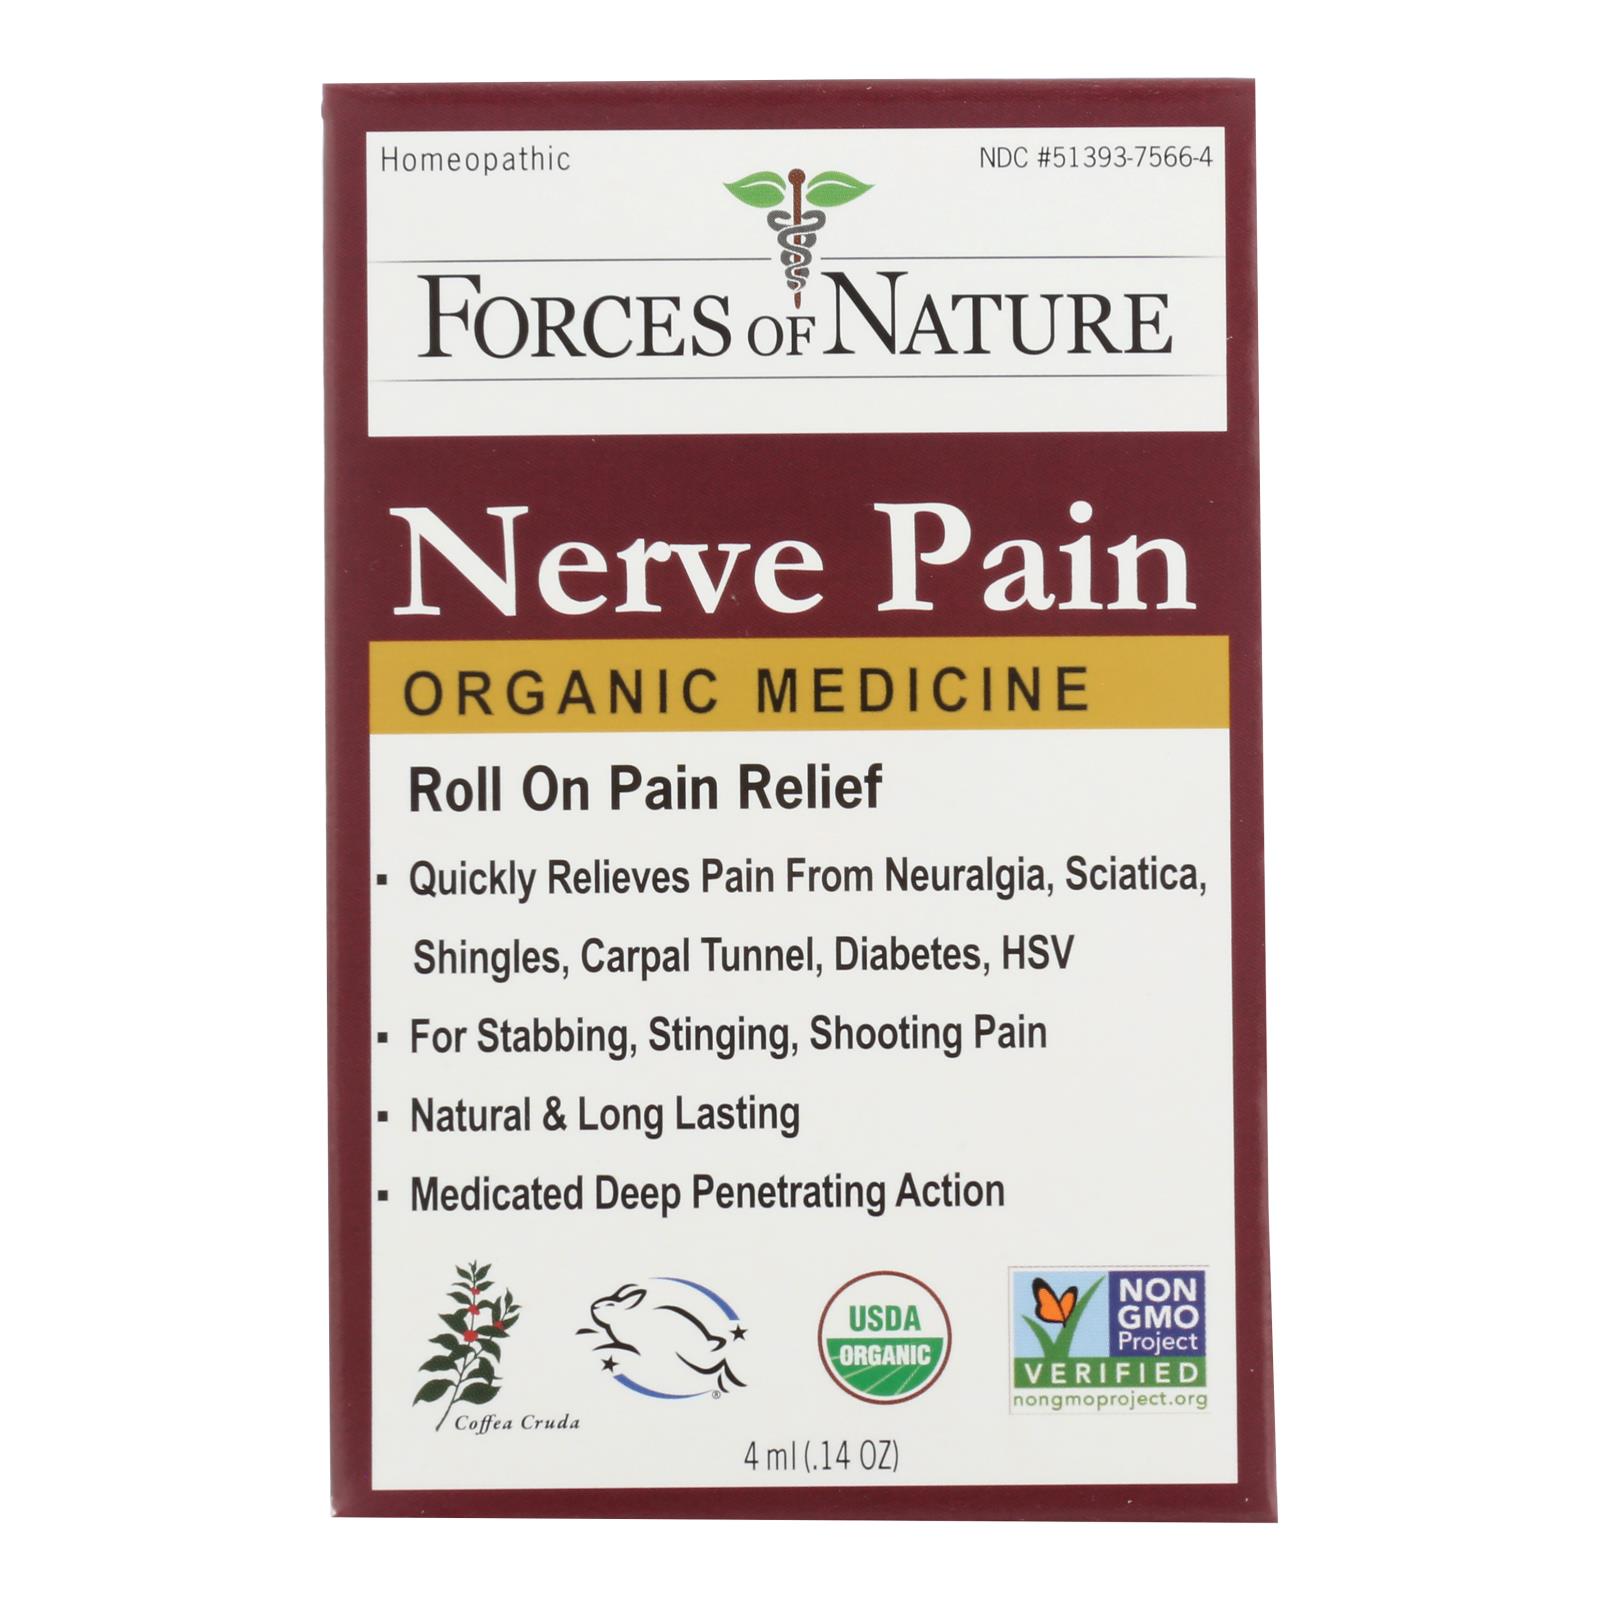 Homeopathic
NDC #51393-7566-4
FORCES OF NATURE
Nerve Pain
ORGANIC MEDICINE
Roll On Pain Relief
▪ Quickly Relieves Pain From Neuralgia, Sciatica,
Shingles, Carpal Tunnel, Diabetes, HSV
▪ For Stabbing, Stinging, Shooting Pain
▪ Natural & Long Lasting
▪ Medicated Deep Penetrating Action
Coffea Cruda
®
USDA
ORGANIC
NON
GMO
Project
VERIFIED
nongmoproject.org
4 ml (.14 OZ)